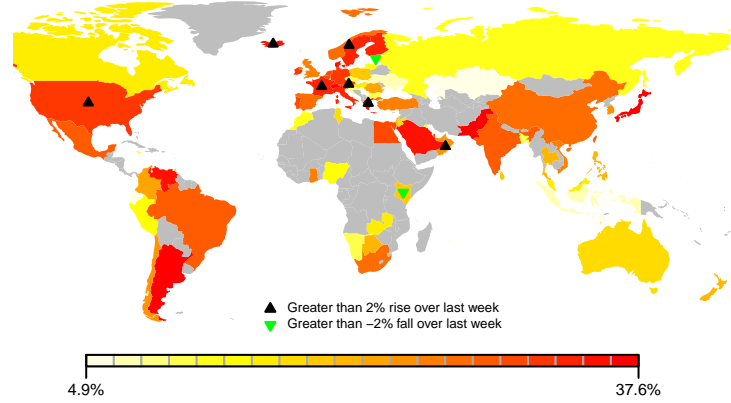 Greater than 2% rise over last week
Greater than −2% fall over last week
4.9%
37.6%